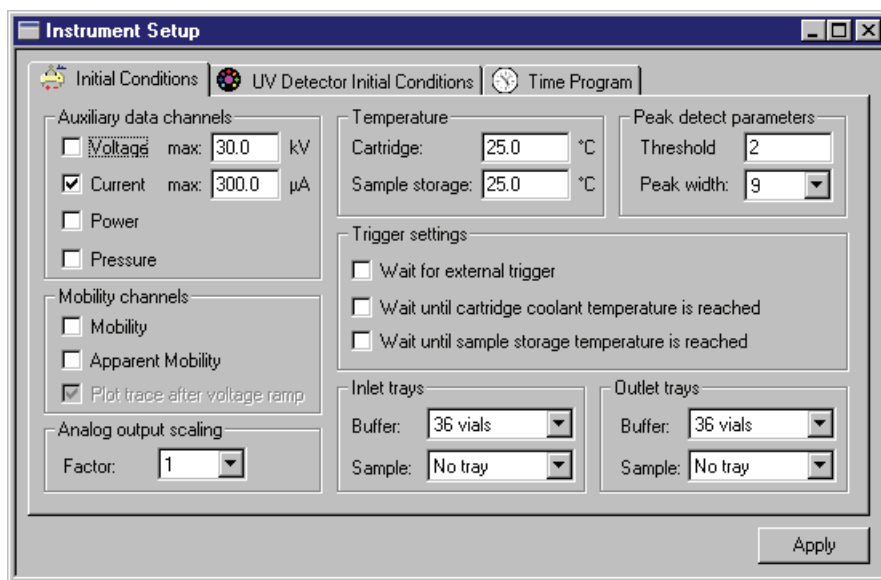 Instrument Setup
Initial Conditions
UV Detector Initial Conditions
Time Program
Auxiliary data channels
Voltage max: 30.0 kV
Current max: 300.0 µA
Power
Pressure
Mobility channels
Mobility
Apparent Mobility
Plot trace after voltage ramp
Analog output scaling
Factor: 1
Temperature
Cartridge: 25.0 °C
Sample storage: 25.0 °C
Peak detect parameters
Threshold 2
Peak width: 9
Trigger settings
Wait for external trigger
Wait until cartridge coolant temperature is reached
Wait until sample storage temperature is reached
Inlet trays
Buffer: 36 vials
Sample: No tray
Outlet trays
Buffer: 36 vials
Sample: No tray
Apply